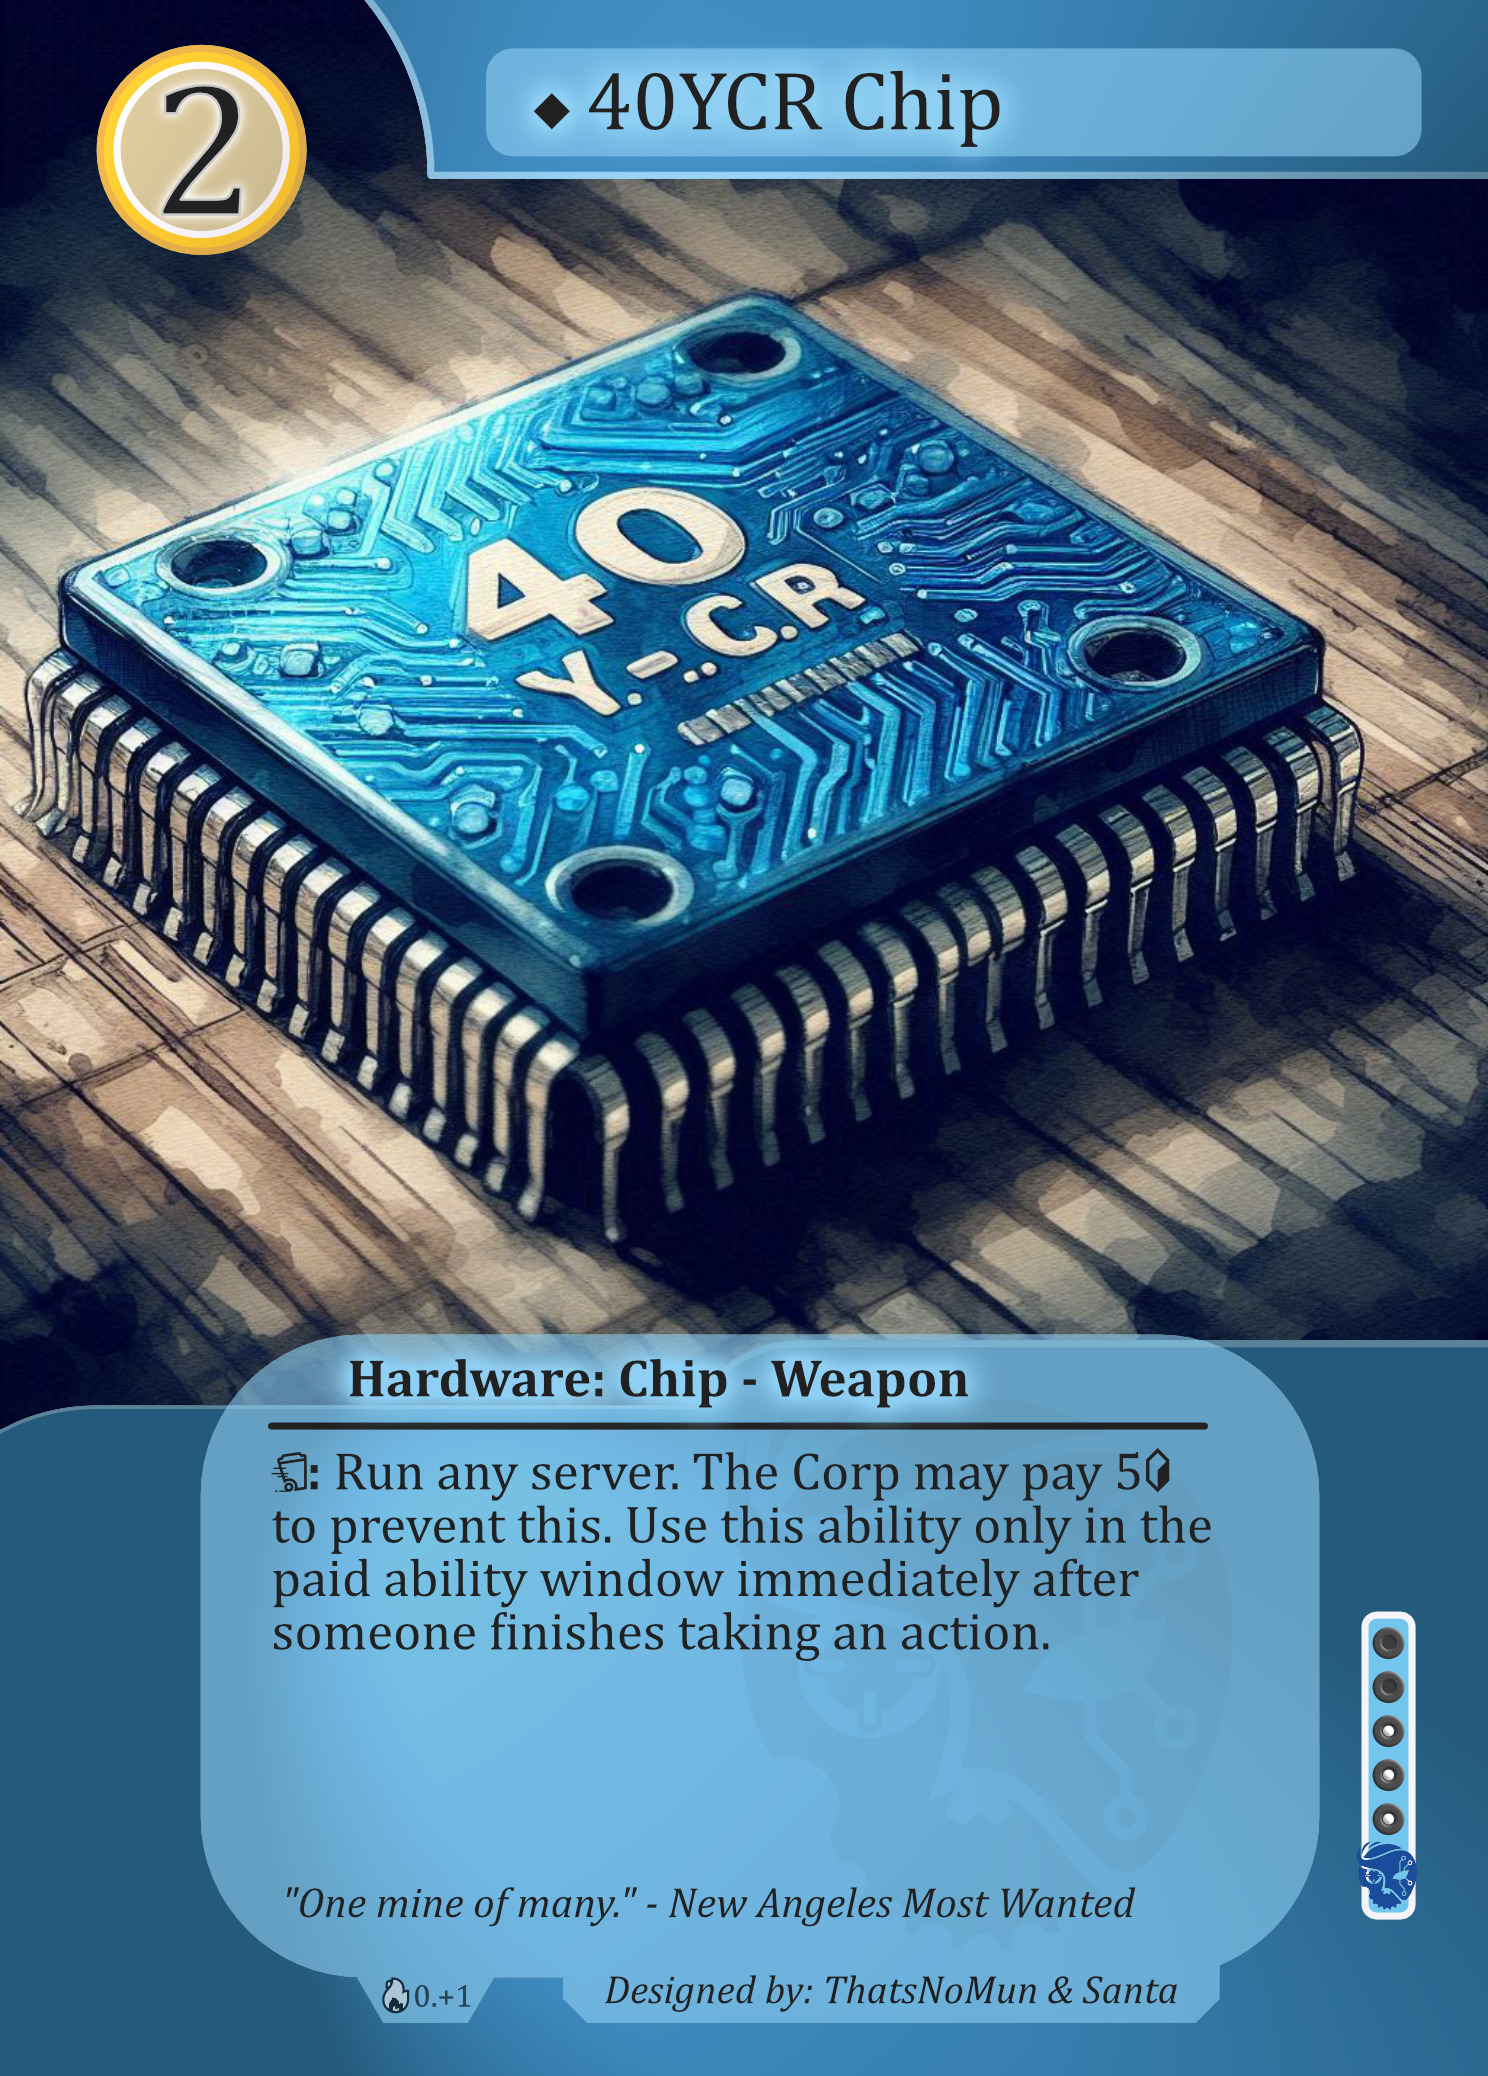 2
◆ 40YCR Chip
40
Y.-.C.R
Hardware: Chip - Weapon
: Run any server. The Corp may pay 5
to prevent this. Use this ability only in the
paid ability window immediately after
someone finishes taking an action.
"One mine of many." - New Angeles Most Wanted
0.+1
Designed by: ThatsNoMun & Santa